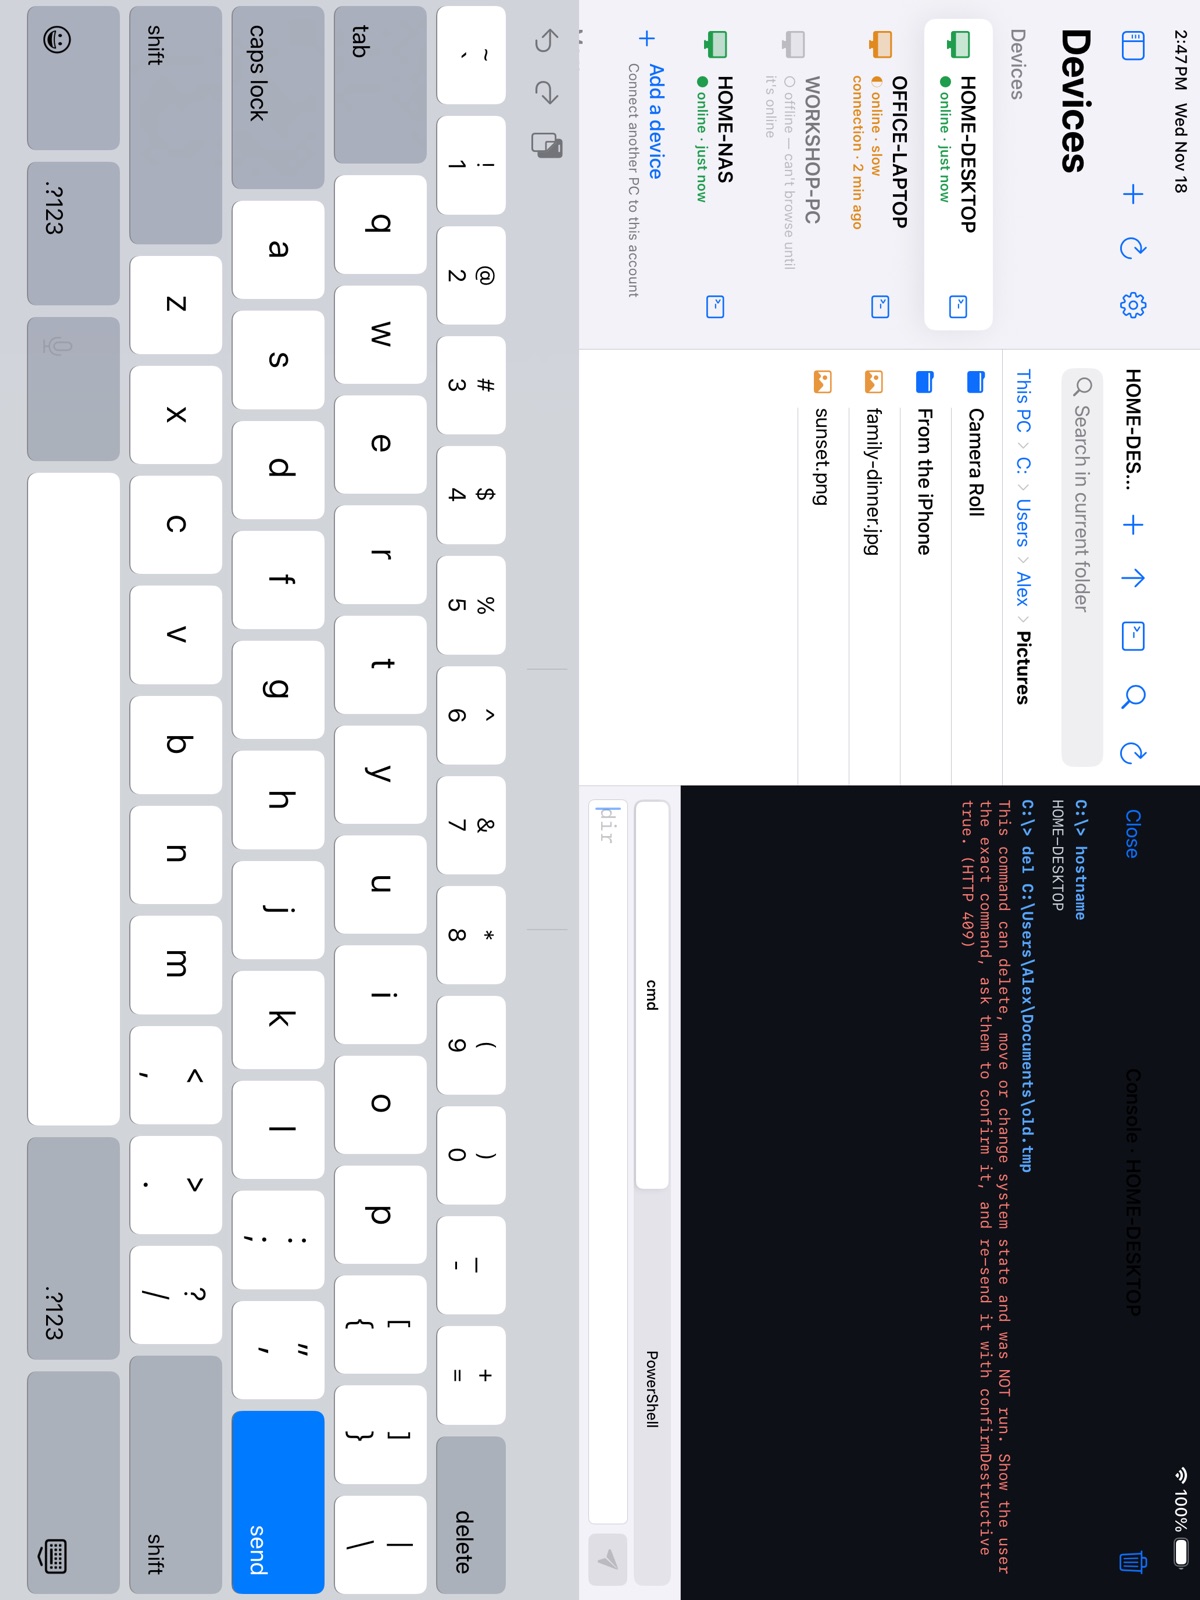 2:47 PM Wed Nov 18
100%
Devices
Devices
HOME-DESKTOP
online · just now
OFFICE-LAPTOP
online · slow
connection · 2 min ago
WORKSHOP-PC
offline — can't browse until
it's online
HOME-NAS
online · just now
Add a device
Connect another PC to this account
HOME-DES...
Search in current folder
This PC > C: > Users > Alex > Pictures
Camera Roll
From the iPhone
family-dinner.jpg
sunset.png
Close
Console · HOME-DESKTOP
C:\> hostname
HOME-DESKTOP
C:\> del C:\Users\Alex\Documents\old.tmp
This command can delete, move or change system state and was NOT run. Show the user
the exact command, ask them to confirm it, and re-send it with confirmDestructive
true. (HTTP 409)
cmd
PowerShell
dir
~ ! @ # $ % ^ & * ( ) _ +
` 1 2 3 4 5 6 7 8 9 0 - = delete
tab q w e r t y u i o p [ { ] } | \
caps lock a s d f g h j k l : ; " ' send
shift z x c v b n m < , > . ? / shift
.?123 .?123